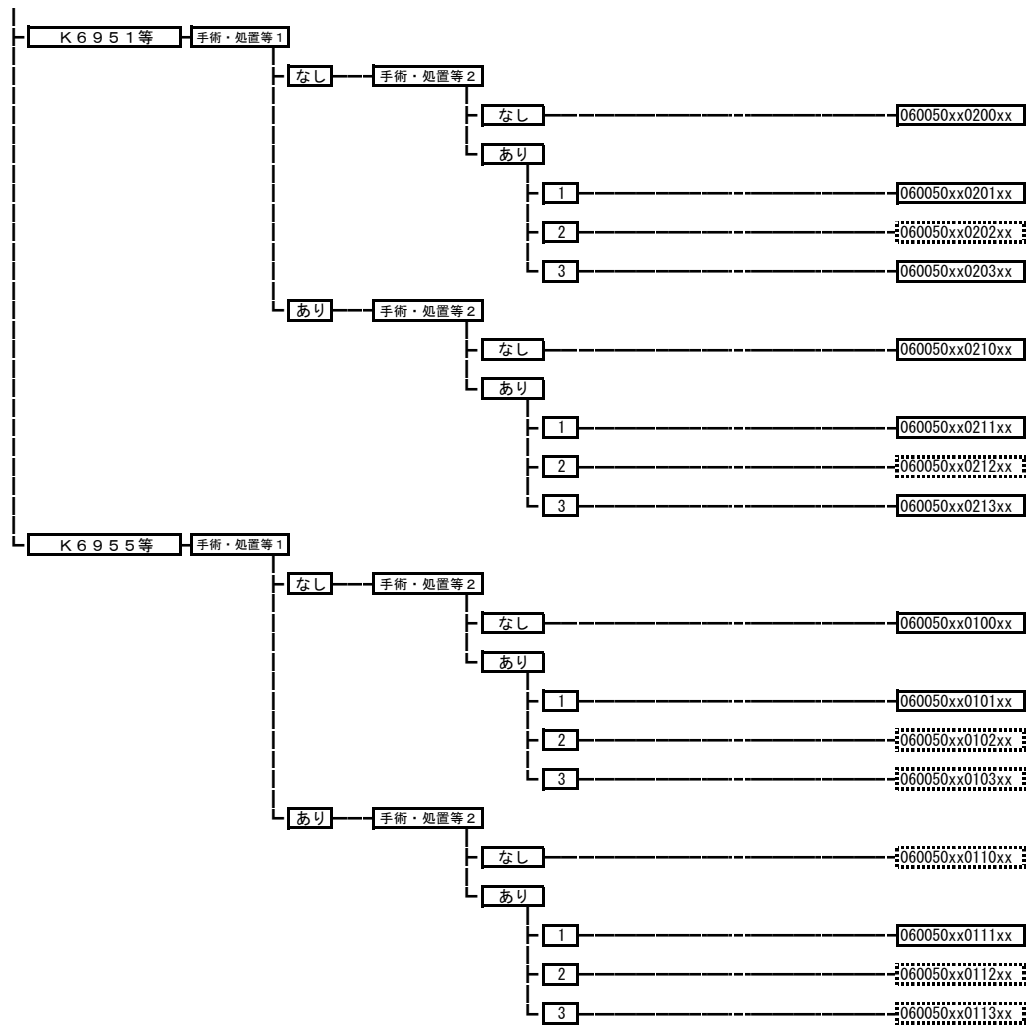 Ｋ６９５１等 手術・処置等１
なし 手術・処置等２
なし 060050xx0200xx
あり
1 060050xx0201xx
2 060050xx0202xx
3 060050xx0203xx
あり 手術・処置等２
なし 060050xx0210xx
あり
1 060050xx0211xx
2 060050xx0212xx
3 060050xx0213xx
Ｋ６９５５等 手術・処置等１
なし 手術・処置等２
なし 060050xx0100xx
あり
1 060050xx0101xx
2 060050xx0102xx
3 060050xx0103xx
あり 手術・処置等２
なし 060050xx0110xx
あり
1 060050xx0111xx
2 060050xx0112xx
3 060050xx0113xx